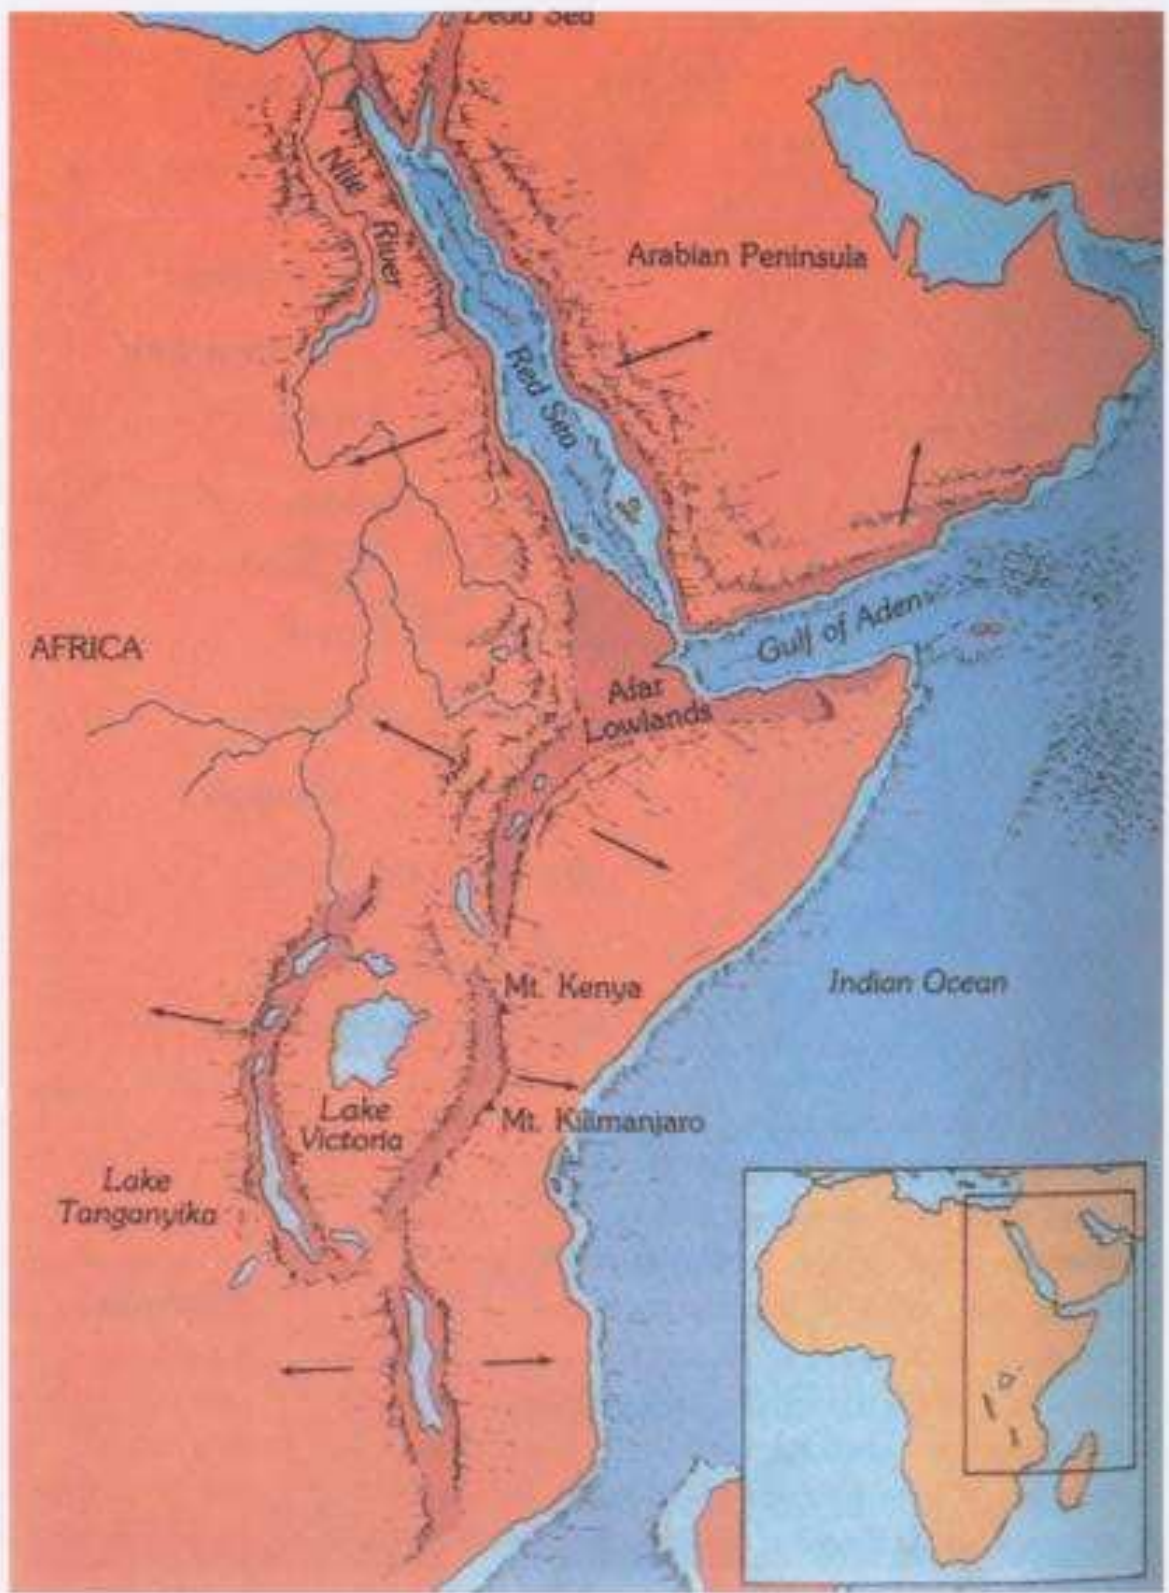 Dead Sea
Nile
River
Arabian Peninsula
Red Sea
AFRICA
Gulf of Aden
Afar
Lowlands
Indian Ocean
Mt. Kenya
Lake
Victoria
Mt. Kilimanjaro
Lake
Tanganyika